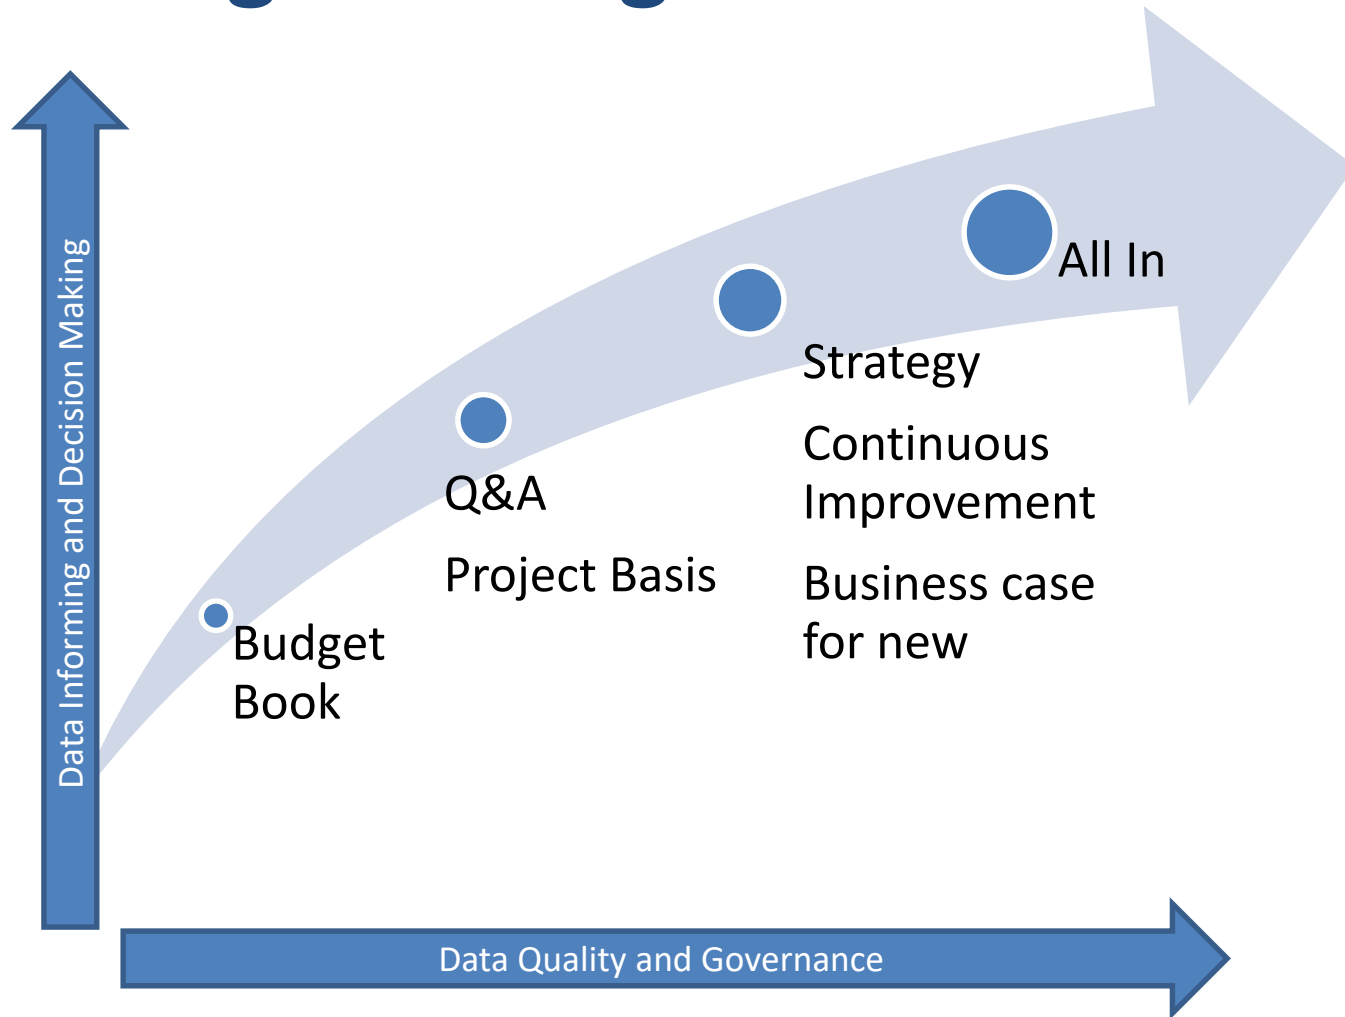 Data Informing and Decision Making
All In
Strategy
Continuous
Improvement
Business case
for new
Q&A
Project Basis
Budget
Book
Data Quality and Governance